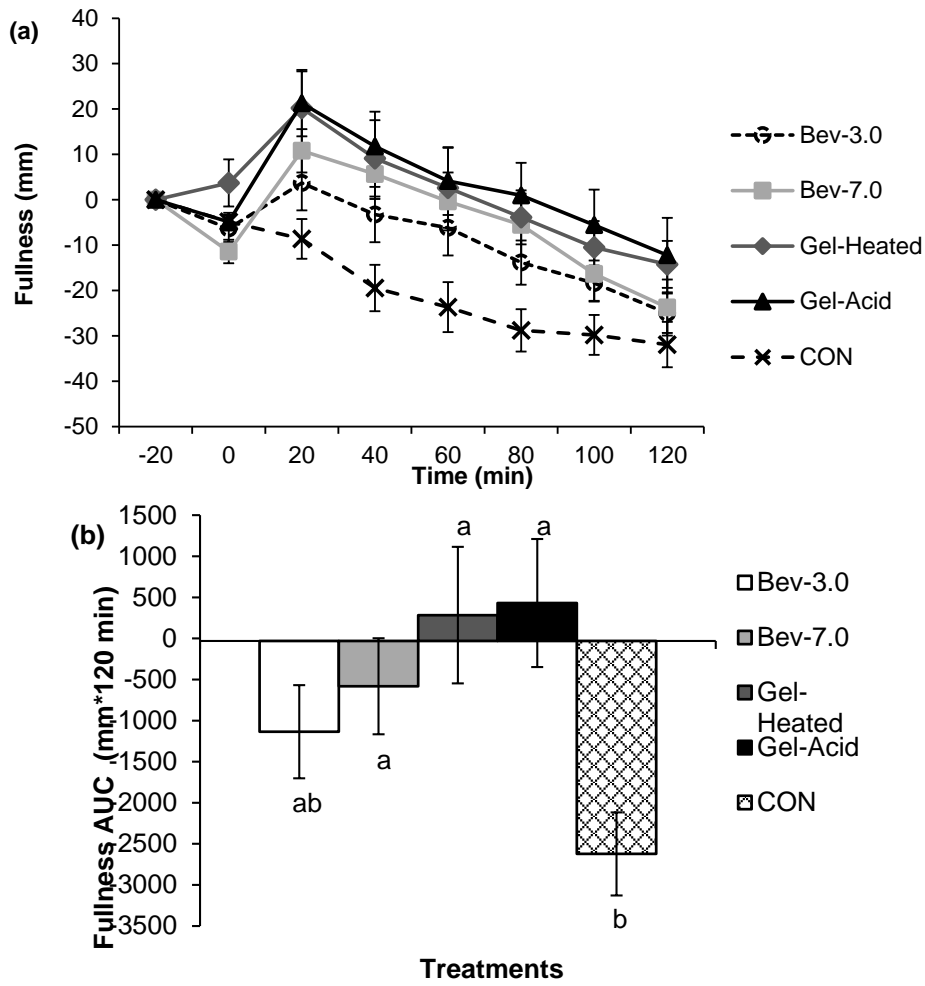 (a)
Fullness (mm)
40
30
20
10
0
-10
-20
-30
-40
-50
-20 0 20 40 60 80 100 120
Time (min)
Bev-3.0
Bev-7.0
Gel-Heated
Gel-Acid
CON
(b)
Fullness AUC (mm*120 min)
1500
1000
500
0
-500
-1000
-1500
-2000
-2500
-3000
-3500
ab
a
a
a
b
Treatments
Bev-3.0
Bev-7.0
Gel-
Heated
Gel-Acid
CON